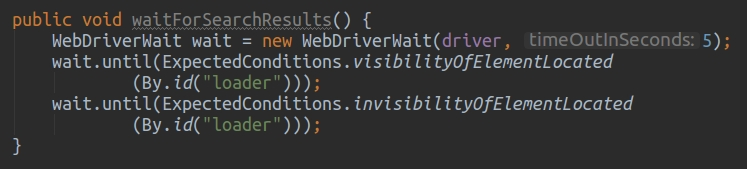 public void waitForSearchResults() {
    WebDriverWait wait = new WebDriverWait(driver, timeOutInSeconds: 5);
    wait.until(ExpectedConditions.visibilityOfElementLocated
            (By.id("loader")));
    wait.until(ExpectedConditions.invisibilityOfElementLocated
            (By.id("loader")));
}